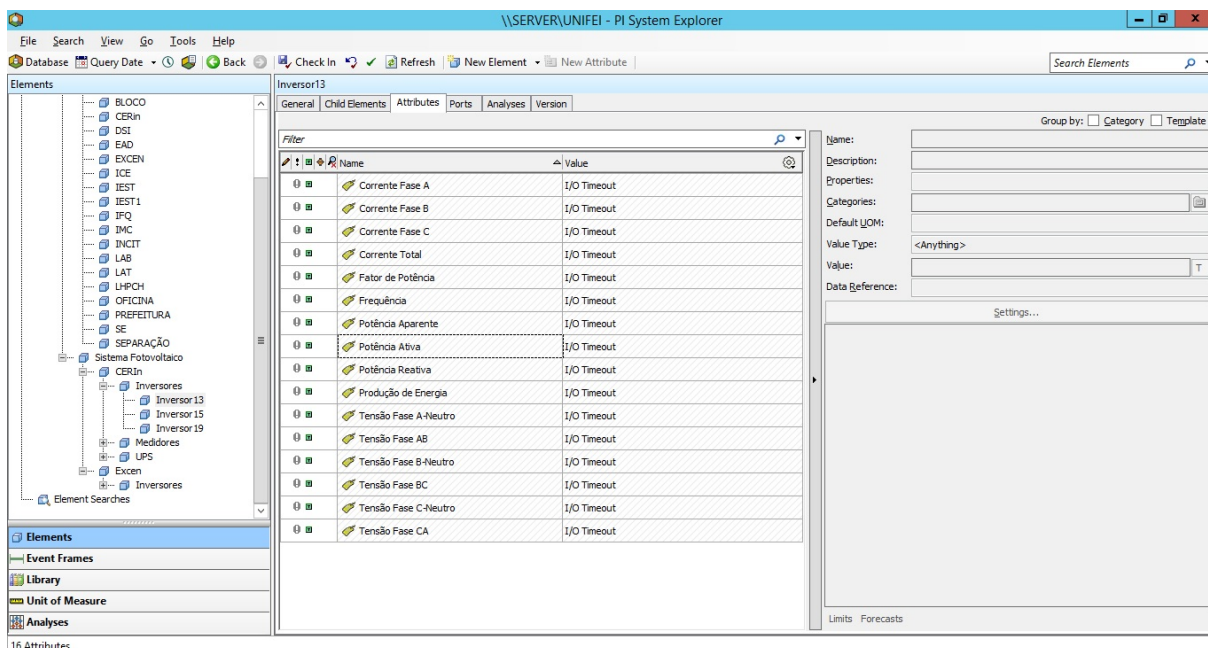 \\SERVER\UNIFEI - PI System Explorer
File Search View Go Tools Help
Database Query Date Back Check In Refresh New Element New Attribute Search Elements
Elements
BLOCO
CERin
DSI
EAD
EXCEN
ICE
IEST
IEST1
IFQ
IMC
INCIT
LAB
LAT
LHPCH
OFICINA
PREFEITURA
SE
SEPARAÇÃO
Sistema Fotovoltaico
CERIn
Inversores
Inversor13
Inversor15
Inversor19
Medidores
UPS
Excen
Inversores
Element Searches
Elements
Event Frames
Library
Unit of Measure
Analyses
16 Attributes
Inversor13
General Child Elements Attributes Ports Analyses Version
Group by: Category Template
Filter
Name Value
Corrente Fase A I/O Timeout
Corrente Fase B I/O Timeout
Corrente Fase C I/O Timeout
Corrente Total I/O Timeout
Fator de Potência I/O Timeout
Frequência I/O Timeout
Potência Aparente I/O Timeout
Potência Ativa I/O Timeout
Potência Reativa I/O Timeout
Produção de Energia I/O Timeout
Tensão Fase A-Neutro I/O Timeout
Tensão Fase AB I/O Timeout
Tensão Fase B-Neutro I/O Timeout
Tensão Fase BC I/O Timeout
Tensão Fase C-Neutro I/O Timeout
Tensão Fase CA I/O Timeout
Name:
Description:
Properties:
Categories:
Default UOM:
Value Type: <Anything>
Value: T
Data Reference:
Settings...
Limits Forecasts